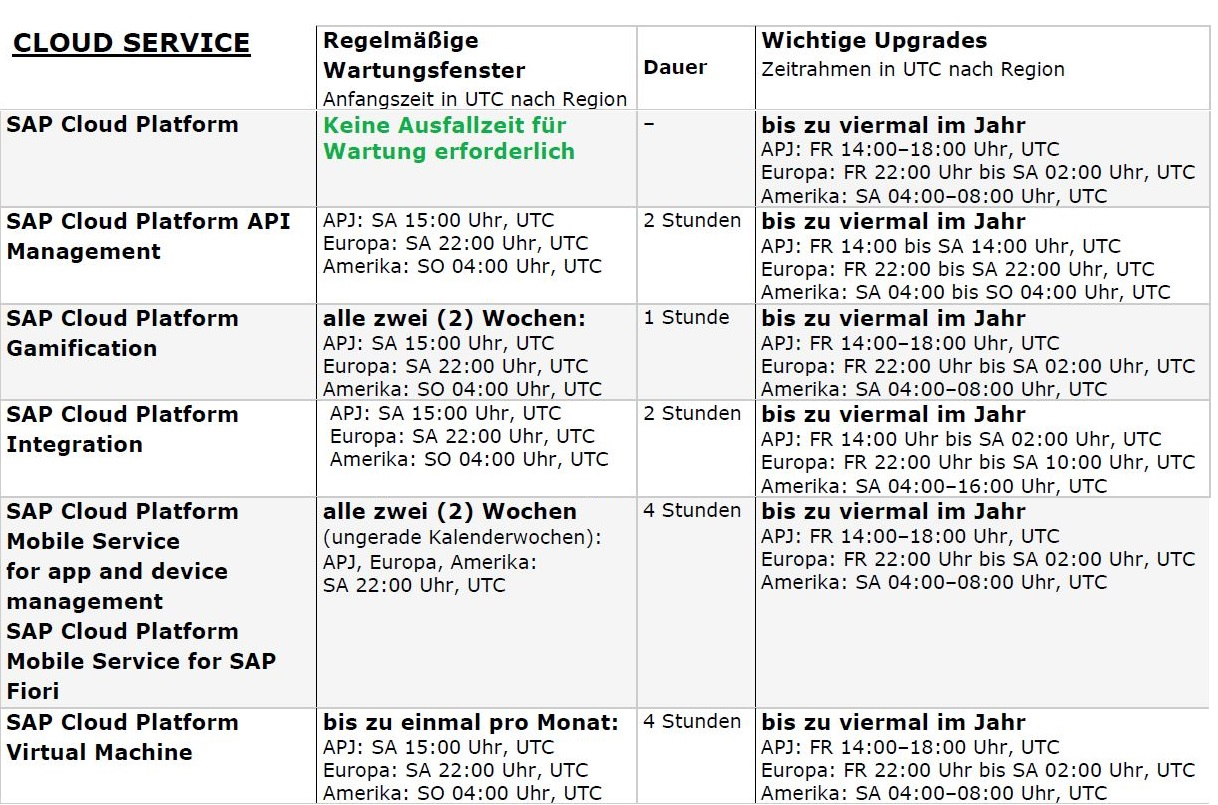 CLOUD SERVICE
Regelmäßige
Wartungsfenster
Anfangszeit in UTC nach Region
Dauer
Wichtige Upgrades
Zeitrahmen in UTC nach Region
SAP Cloud Platform
Keine Ausfallzeit für
Wartung erforderlich
–
bis zu viermal im Jahr
APJ: FR 14:00–18:00 Uhr, UTC
Europa: FR 22:00 Uhr bis SA 02:00 Uhr, UTC
Amerika: SA 04:00–08:00 Uhr, UTC
SAP Cloud Platform API
Management
APJ: SA 15:00 Uhr, UTC
Europa: SA 22:00 Uhr, UTC
Amerika: SO 04:00 Uhr, UTC
2 Stunden
bis zu viermal im Jahr
APJ: FR 14:00 bis SA 14:00 Uhr, UTC
Europa: FR 22:00 bis SA 22:00 Uhr, UTC
Amerika: SA 04:00 bis SO 04:00 Uhr, UTC
SAP Cloud Platform
Gamification
alle zwei (2) Wochen:
APJ: SA 15:00 Uhr, UTC
Europa: SA 22:00 Uhr, UTC
Amerika: SO 04:00 Uhr, UTC
1 Stunde
bis zu viermal im Jahr
APJ: FR 14:00–18:00 Uhr, UTC
Europa: FR 22:00 Uhr bis SA 02:00 Uhr, UTC
Amerika: SA 04:00–08:00 Uhr, UTC
SAP Cloud Platform
Integration
APJ: SA 15:00 Uhr, UTC
Europa: SA 22:00 Uhr, UTC
Amerika: SO 04:00 Uhr, UTC
2 Stunden
bis zu viermal im Jahr
APJ: FR 14:00 Uhr bis SA 02:00 Uhr, UTC
Europa: FR 22:00 Uhr bis SA 10:00 Uhr, UTC
Amerika: SA 04:00–16:00 Uhr, UTC
SAP Cloud Platform
Mobile Service
for app and device
management
SAP Cloud Platform
Mobile Service for SAP
Fiori
alle zwei (2) Wochen
(ungerade Kalenderwochen):
APJ, Europa, Amerika:
SA 22:00 Uhr, UTC
4 Stunden
bis zu viermal im Jahr
APJ: FR 14:00–18:00 Uhr, UTC
Europa: FR 22:00 Uhr bis SA 02:00 Uhr, UTC
Amerika: SA 04:00–08:00 Uhr, UTC
SAP Cloud Platform
Virtual Machine
bis zu einmal pro Monat:
APJ: SA 15:00 Uhr, UTC
Europa: SA 22:00 Uhr, UTC
Amerika: SO 04:00 Uhr, UTC
4 Stunden
bis zu viermal im Jahr
APJ: FR 14:00–18:00 Uhr, UTC
Europa: FR 22:00 Uhr bis SA 02:00 Uhr, UTC
Amerika: SA 04:00–08:00 Uhr, UTC